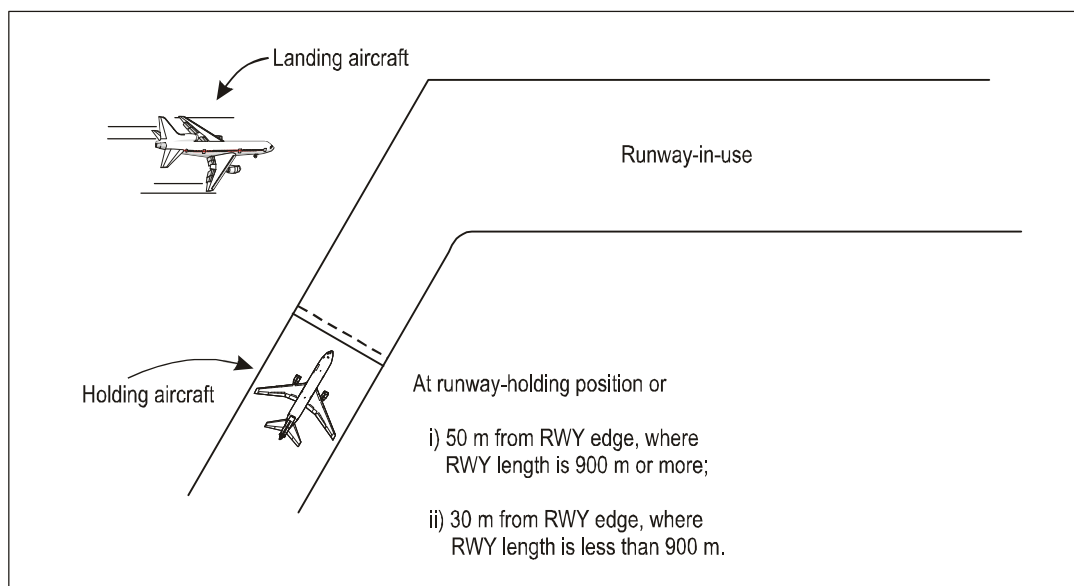 Landing aircraft
Runway-in-use
Holding aircraft
At runway-holding position or
i) 50 m from RWY edge, where
RWY length is 900 m or more;
ii) 30 m from RWY edge, where
RWY length is less than 900 m.